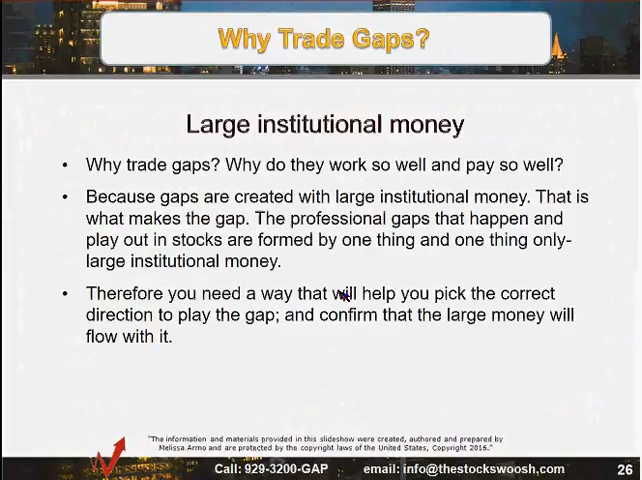 Why Trade Gaps?
Large institutional money
• Why trade gaps? Why do they work so well and pay so well?
• Because gaps are created with large institutional money. That is
what makes the gap. The professional gaps that happen and
play out in stocks are formed by one thing and one thing only-
large institutional money.
• Therefore you need a way that will help you pick the correct
direction to play the gap; and confirm that the large money will
flow with it.
"The information and materials provided in this slideshow were created, authored and prepared by
Melissa Armo and are protected by the copyright laws of the United States, Copyright 2016."
Call: 929-3200-GAP email: info@thestockswoosh.com 26